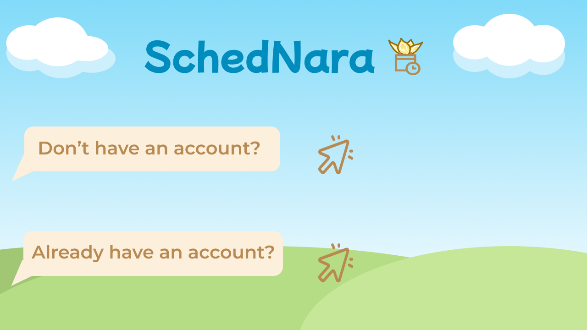 SchedNara
Don't have an account?
Already have an account?